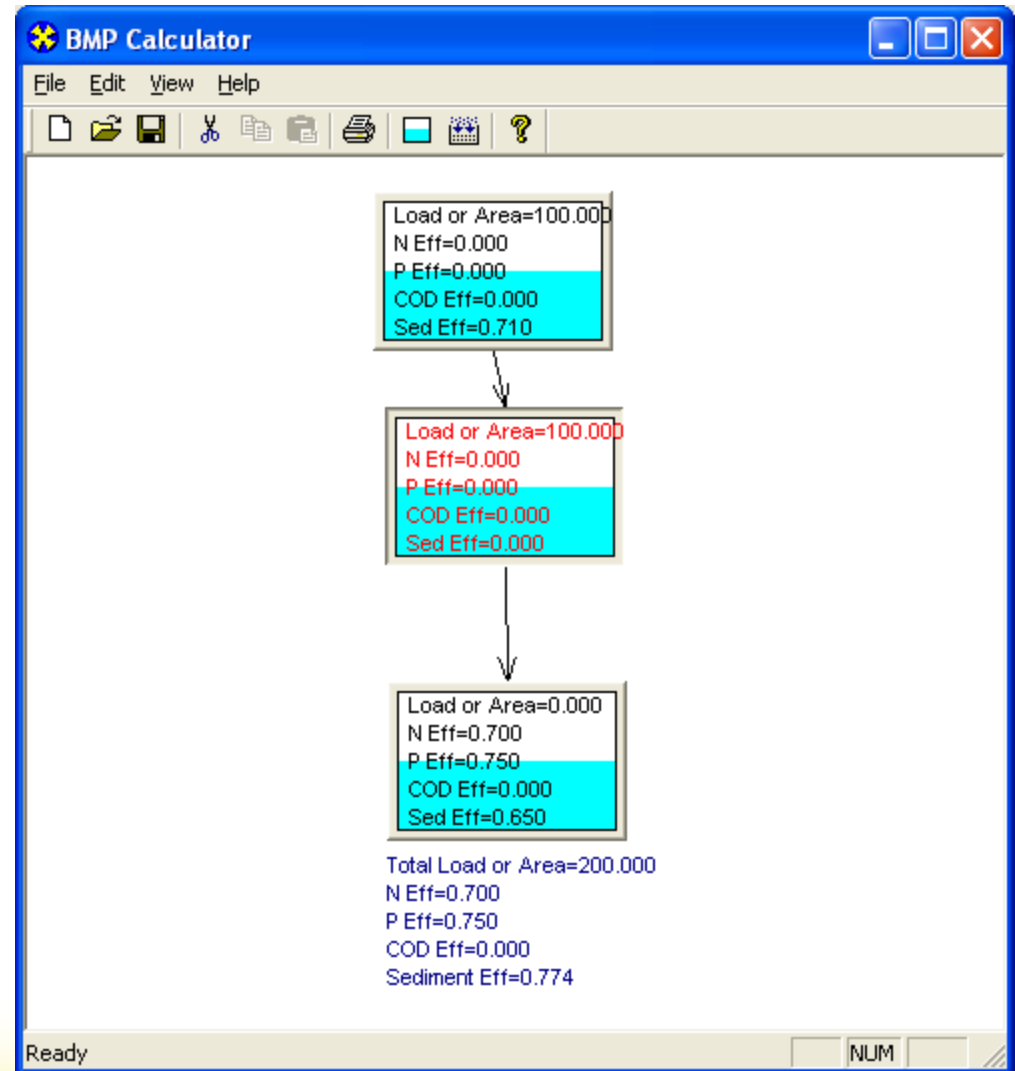 BMP Calculator
File Edit View Help
Load or Area=100.000
N Eff=0.000
P Eff=0.000
COD Eff=0.000
Sed Eff=0.710
Load or Area=100.000
N Eff=0.000
P Eff=0.000
COD Eff=0.000
Sed Eff=0.000
Load or Area=0.000
N Eff=0.700
P Eff=0.750
COD Eff=0.000
Sed Eff=0.650
Total Load or Area=200.000
N Eff=0.700
P Eff=0.750
COD Eff=0.000
Sediment Eff=0.774
Ready NUM